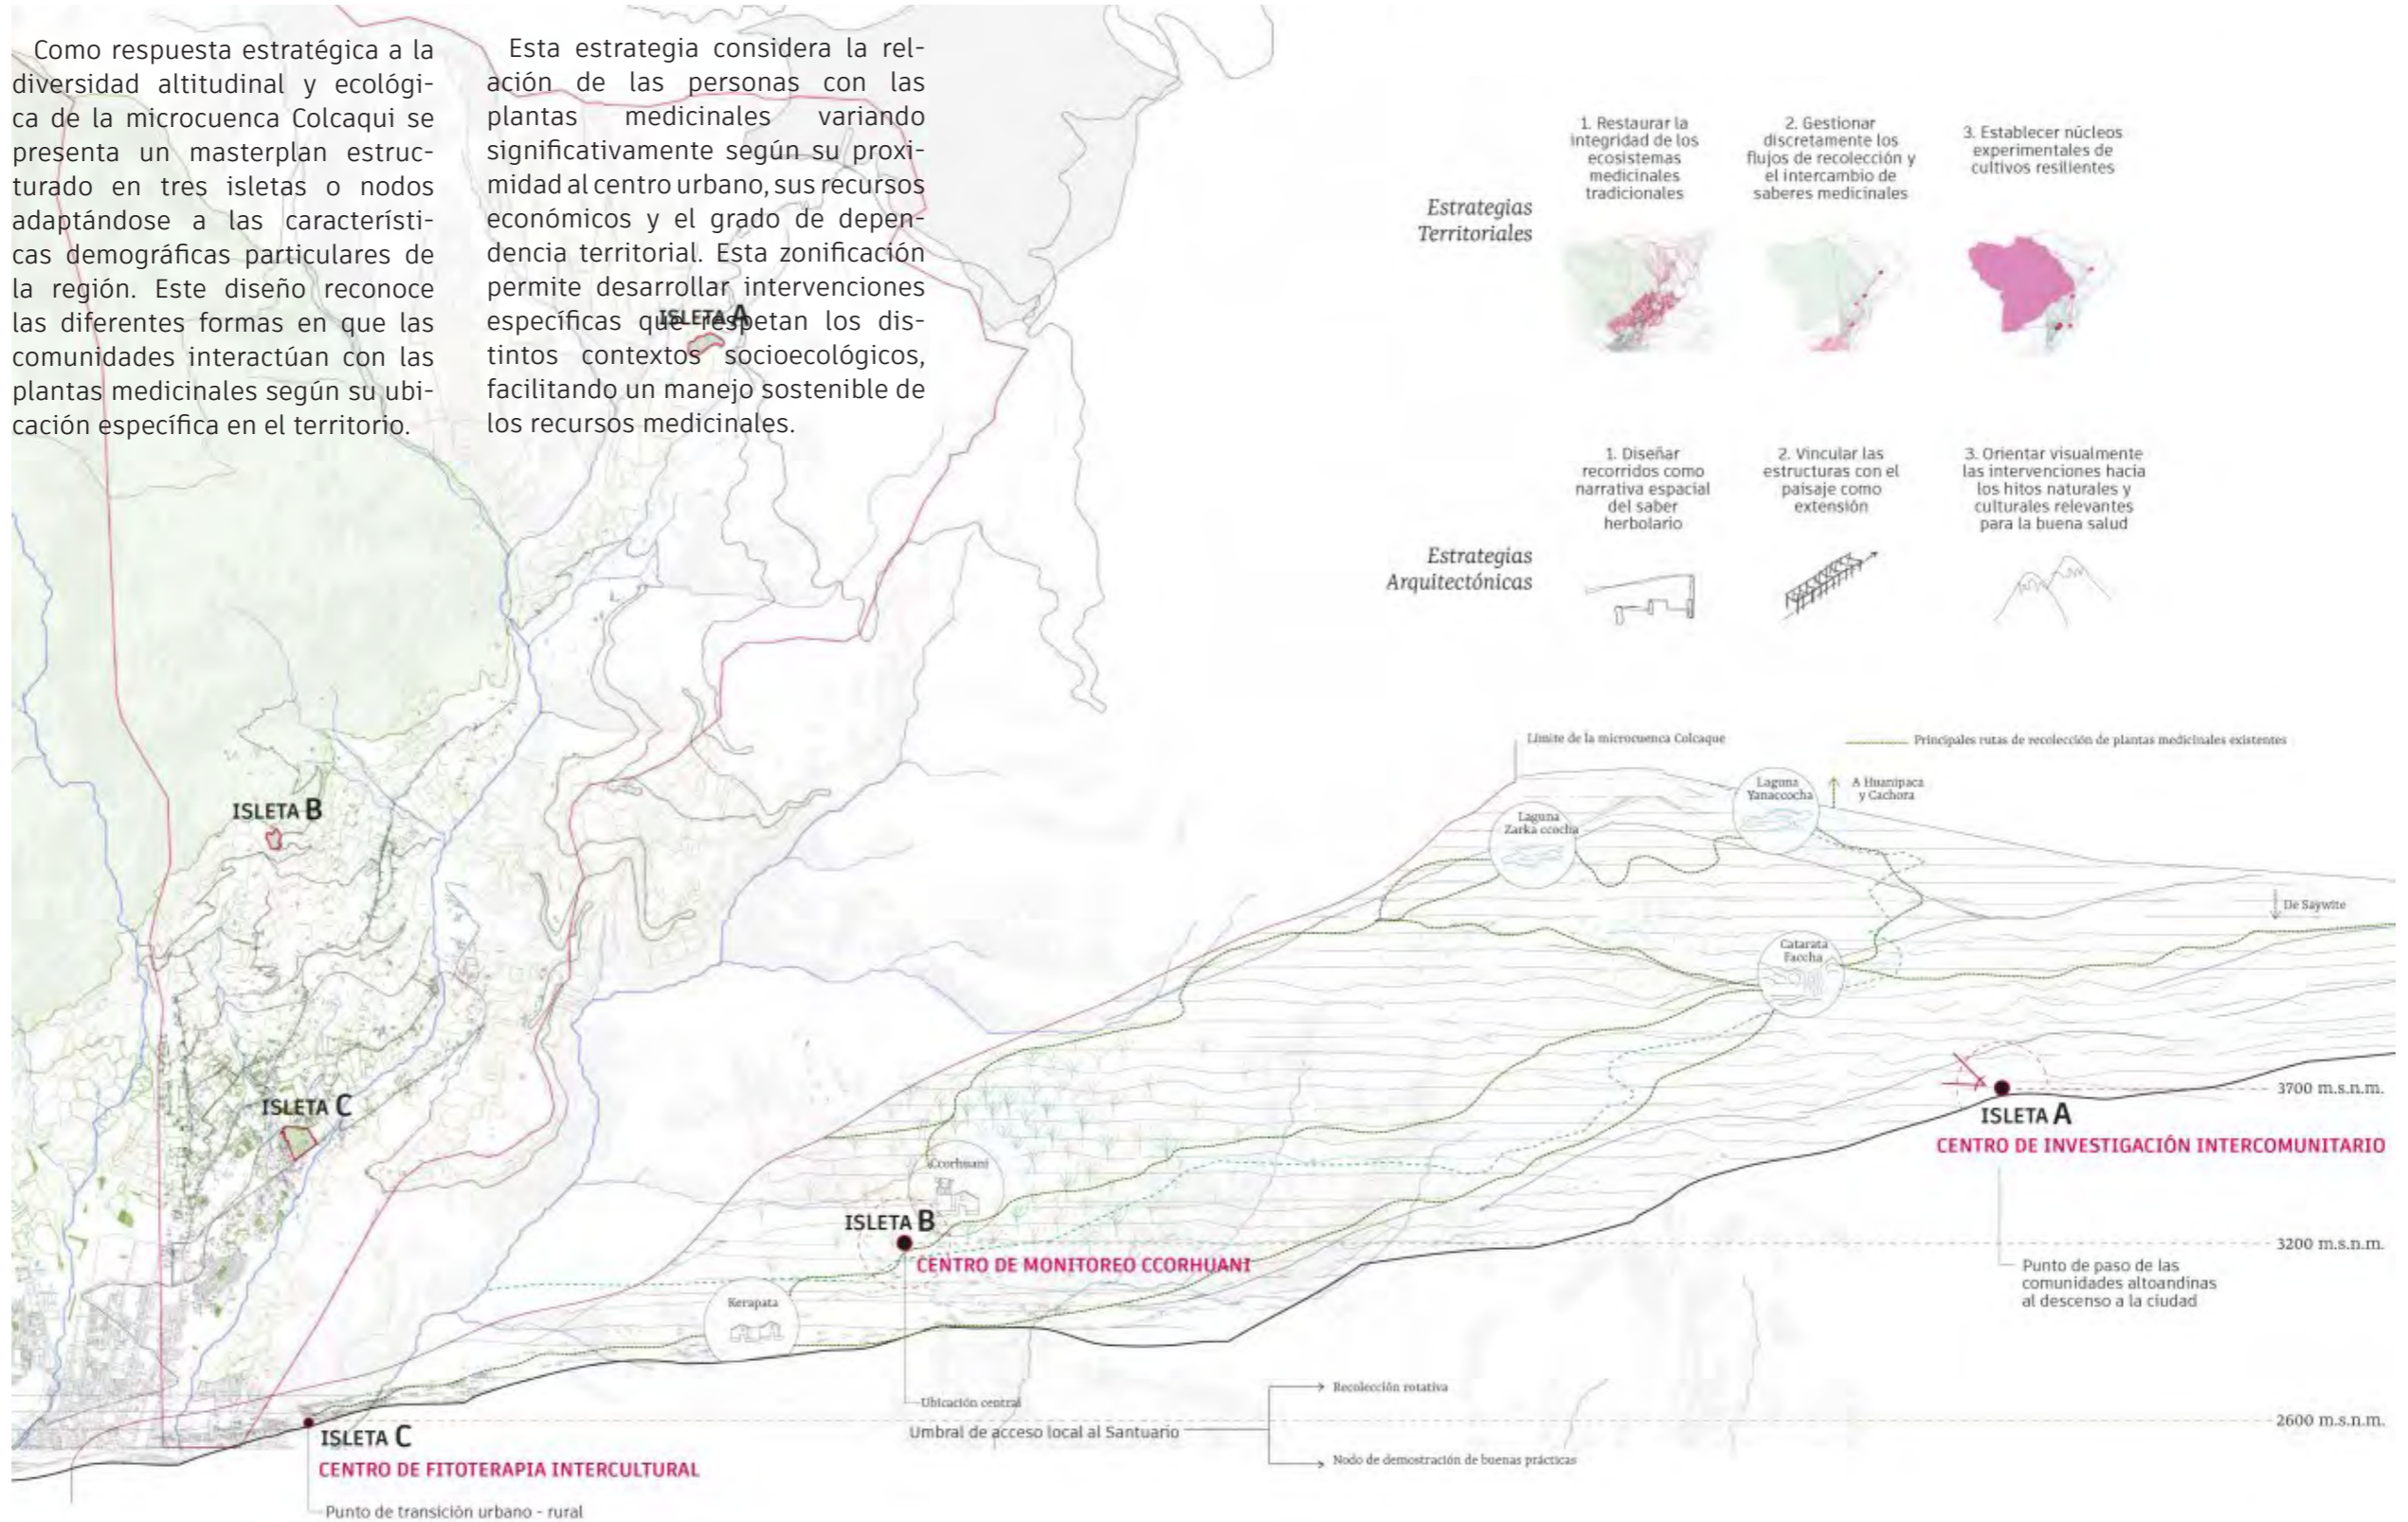 Como respuesta estratégica a la
diversidad altitudinal y ecológi-
ca de la microcuenca Colcaqui se
presenta un masterplan estruc-
turado en tres isletas o nodos
adaptándose a las característi-
cas demográficas particulares de
la región. Este diseño reconoce
las diferentes formas en que las
comunidades interactúan con las
plantas medicinales según su ubi-
cación específica en el territorio.
Esta estrategia considera la rel-
ación de las personas con las
plantas medicinales variando
significativamente según su proxi-
midad al centro urbano, sus recursos
económicos y el grado de depen-
dencia territorial. Esta zonificación
permite desarrollar intervenciones
específicas que respetan los dis-
tintos contextos socioecológicos,
facilitando un manejo sostenible de
los recursos medicinales.
ISLETA A
ISLETA B
ISLETA C
Estrategias
Territoriales
1. Restaurar la
integridad de los
ecosistemas
medicinales
tradicionales
2. Gestionar
discretamente los
flujos de recolección y
el intercambio de
saberes medicinales
3. Establecer núcleos
experimentales de
cultivos resilientes
Estrategias
Arquitectónicas
1. Diseñar
recorridos como
narrativa espacial
del saber
herbolario
2. Vincular las
estructuras con el
paisaje como
extensión
3. Orientar visualmente
las intervenciones hacia
los hitos naturales y
culturales relevantes
para la buena salud
Límite de la microcuenca Colcaque
Principales rutas de recolección de plantas medicinales existentes
Laguna
Yanaccocha
A Huanipaca
y Cachora
Laguna
Zarka ccocha
De Saywite
Catarata
Faccha
3700 m.s.n.m.
ISLETA A
CENTRO DE INVESTIGACIÓN INTERCOMUNITARIO
Punto de paso de las
comunidades altoandinas
al descenso a la ciudad
Ccorhuani
ISLETA B
CENTRO DE MONITOREO CCORHUANI
3200 m.s.n.m.
Kerapata
Ubicación central
Umbral de acceso local al Santuario
Recolección rotativa
Nodo de demostración de buenas prácticas
2600 m.s.n.m.
ISLETA C
CENTRO DE FITOTERAPIA INTERCULTURAL
Punto de transición urbano - rural